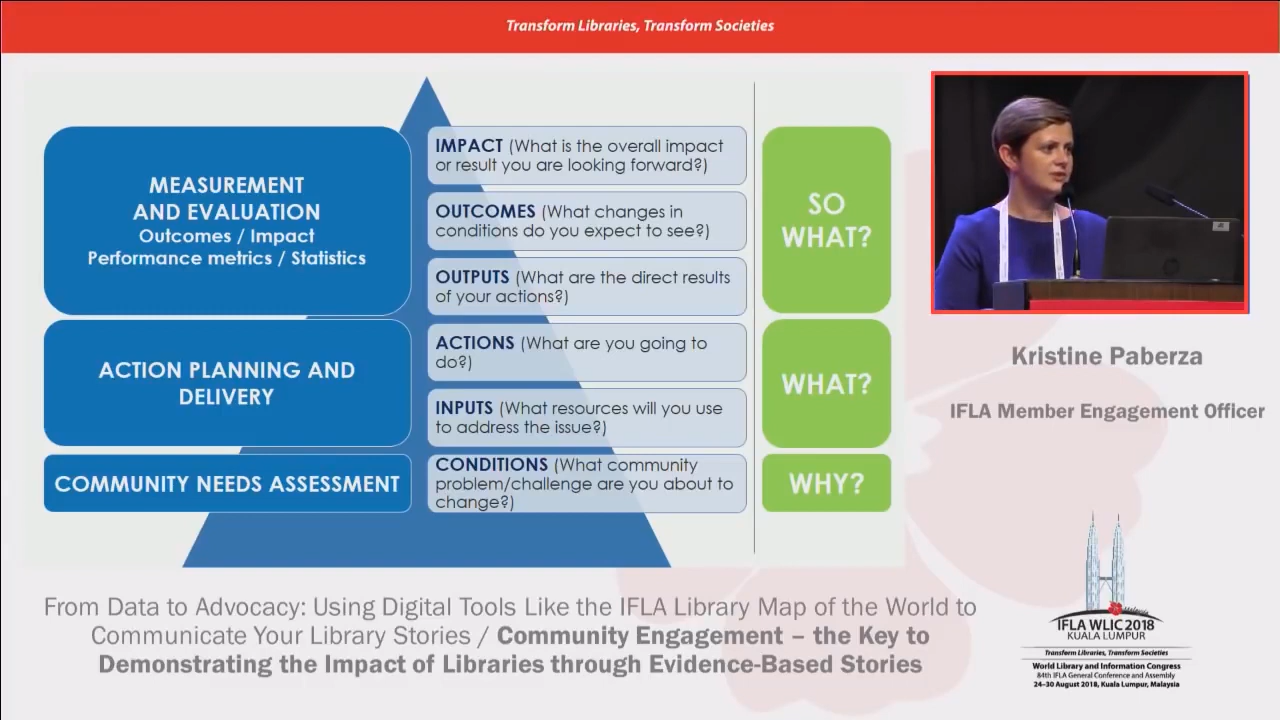 Transform Libraries, Transform Societies
MEASUREMENT
AND EVALUATION
Outcomes / Impact
Performance metrics / Statistics
IMPACT (What is the overall impact
or result you are looking forward?)
OUTCOMES (What changes in
conditions do you expect to see?)
OUTPUTS (What are the direct results
of your actions?)
SO
WHAT?
ACTION PLANNING AND
DELIVERY
ACTIONS (What are you going to
do?)
INPUTS (What resources will you use
to address the issue?)
WHAT?
COMMUNITY NEEDS ASSESSMENT
CONDITIONS (What community
problem/challenge are you about to
change?)
WHY?
Kristine Paberza
IFLA Member Engagement Officer
From Data to Advocacy: Using Digital Tools Like the IFLA Library Map of the World to
Communicate Your Library Stories / Community Engagement – the Key to
Demonstrating the Impact of Libraries through Evidence-Based Stories
Malaysia
IFLA WLIC 2018
KUALA LUMPUR
Transform Libraries, Transform Societies
World Library and Information Congress
84th IFLA General Conference and Assembly
24–30 August 2018, Kuala Lumpur, Malaysia